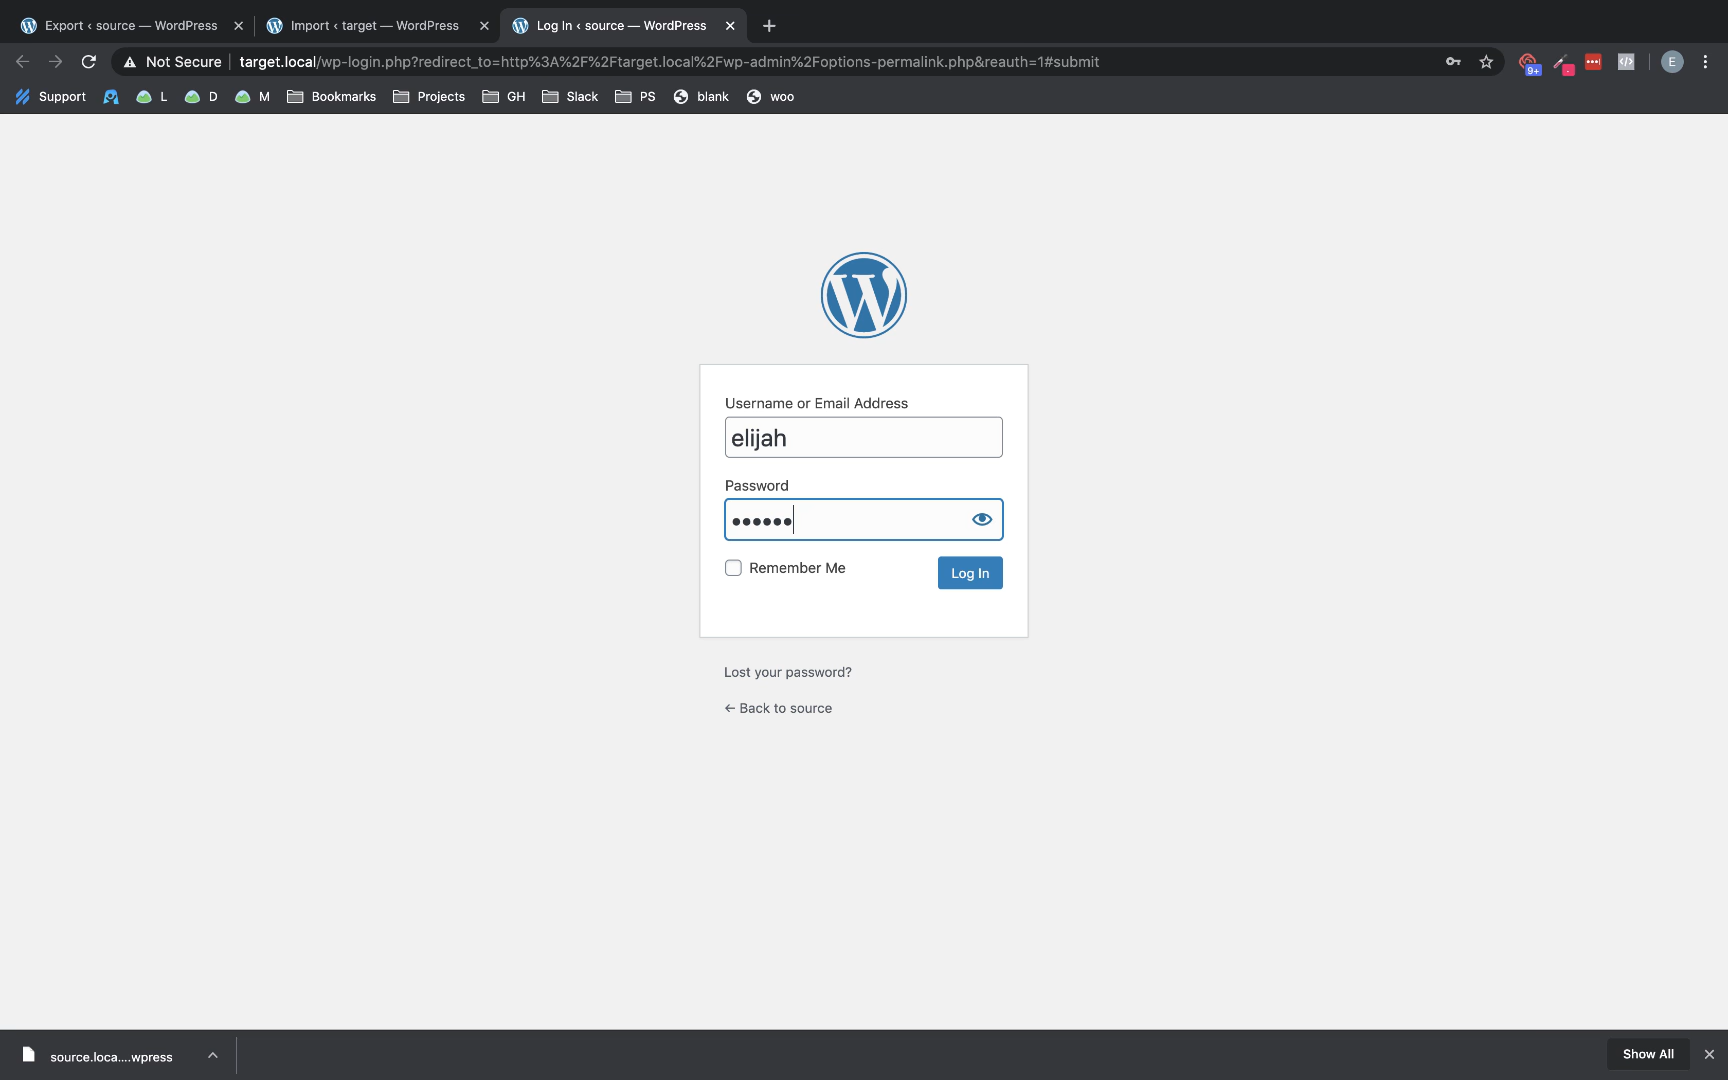 Export ‹ source — WordPress
Import ‹ target — WordPress
Log In ‹ source — WordPress
Not Secure
target.local/wp-login.php?redirect_to=http%3A%2F%2Ftarget.local%2Fwp-admin%2Foptions-permalink.php&reauth=1#submit
9+
E
Support
L
D
M
Bookmarks
Projects
GH
Slack
PS
blank
woo
Username or Email Address
elijah
Password
••••••
Remember Me
Log In
Lost your password?
← Back to source
source.loca....wpress
Show All